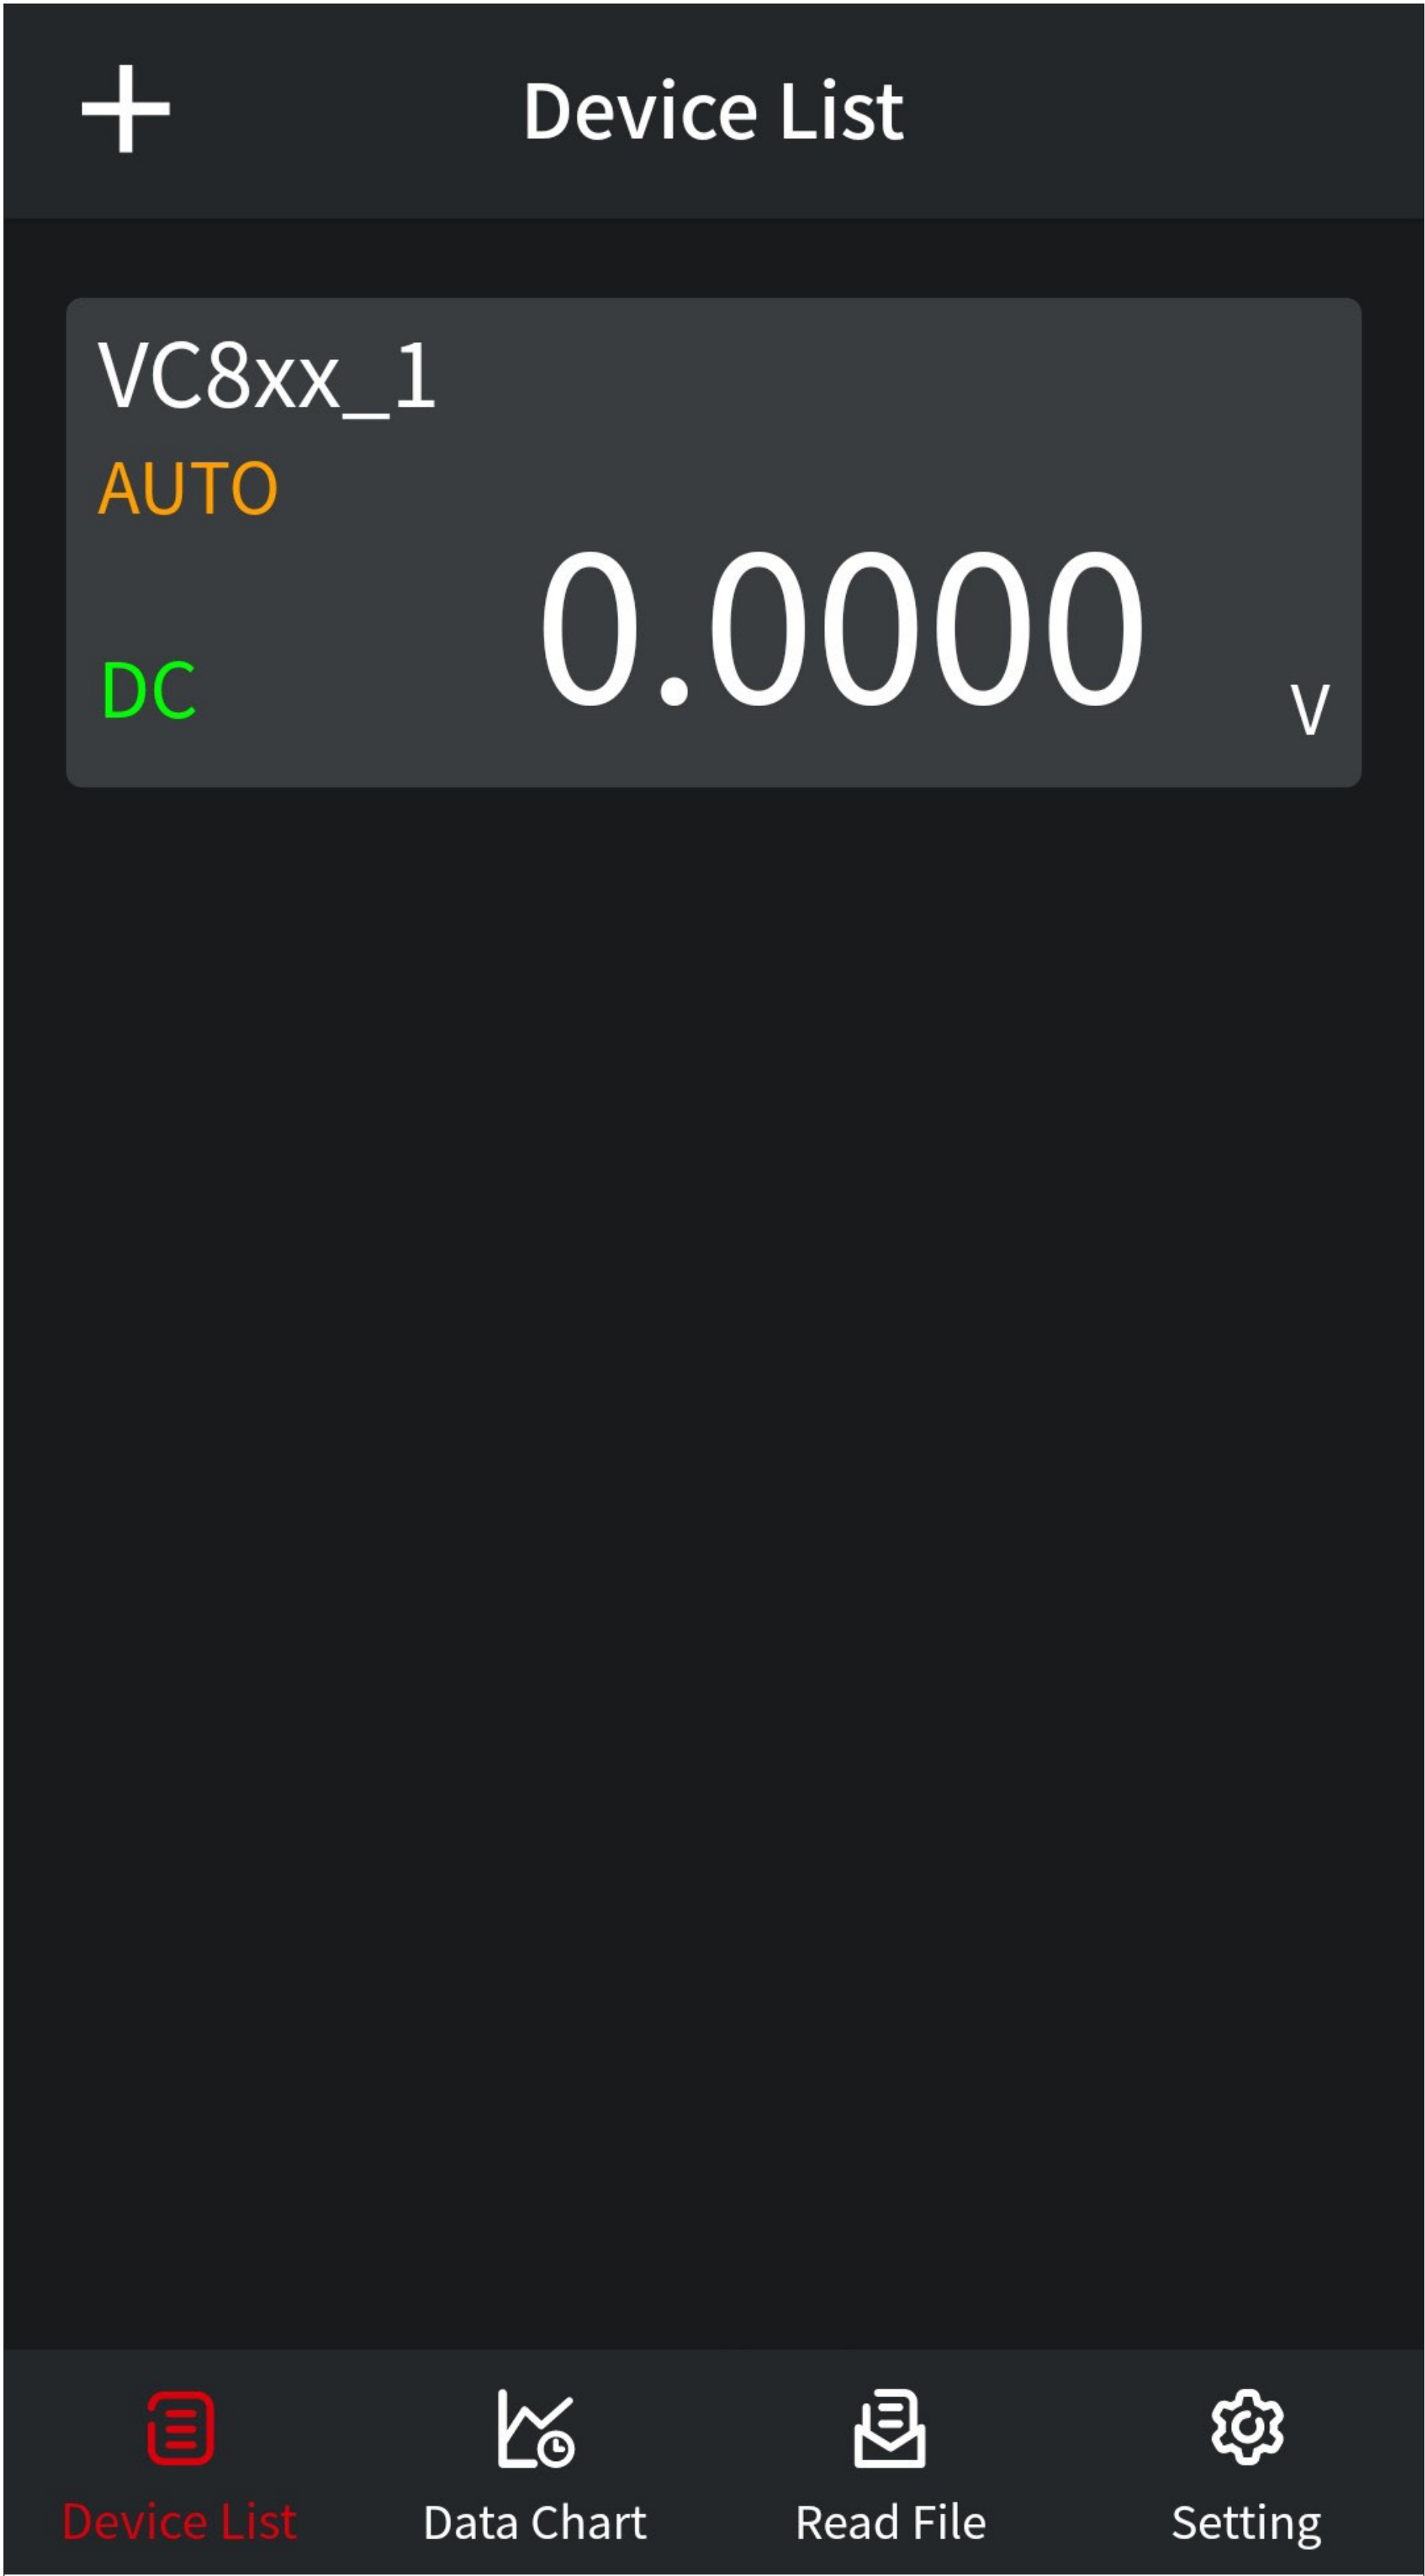 Device List
VC8xx_1
AUTO
DC 0.0000 V
Device List Data Chart Read File Setting